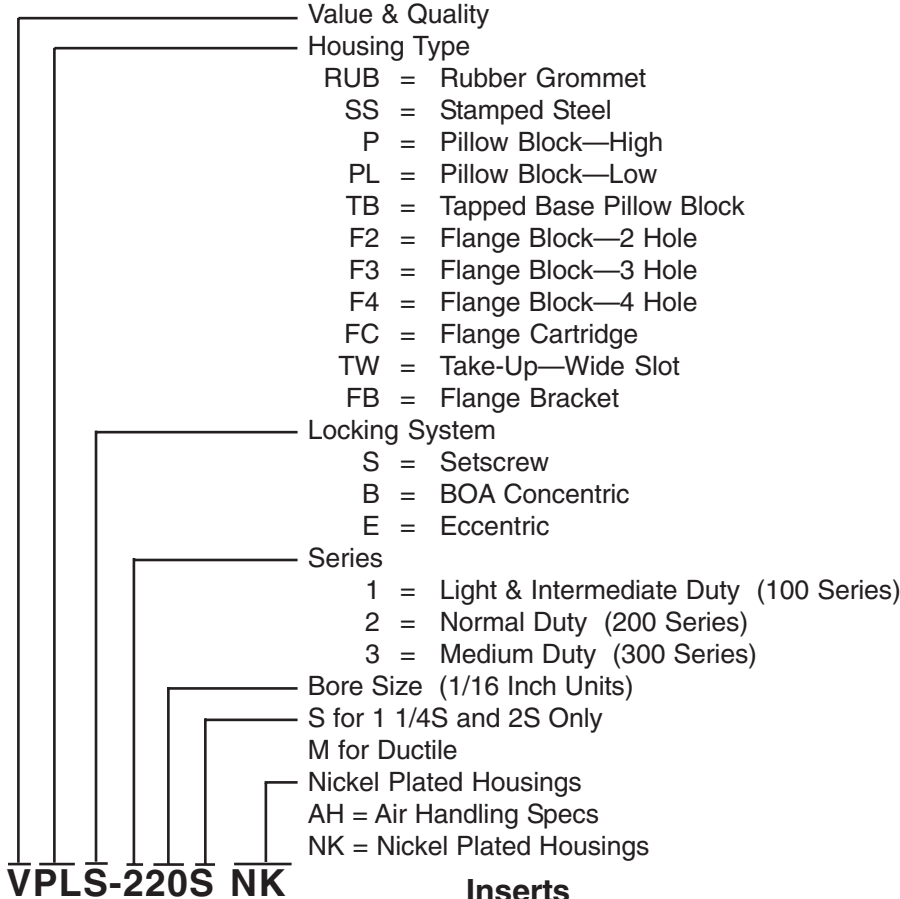 Value & Quality
Housing Type
RUB = Rubber Grommet
SS = Stamped Steel
P = Pillow Block—High
PL = Pillow Block—Low
TB = Tapped Base Pillow Block
F2 = Flange Block—2 Hole
F3 = Flange Block—3 Hole
F4 = Flange Block—4 Hole
FC = Flange Cartridge
TW = Take-Up—Wide Slot
FB = Flange Bracket
Locking System
S = Setscrew
B = BOA Concentric
E = Eccentric
Series
1 = Light & Intermediate Duty (100 Series)
2 = Normal Duty (200 Series)
3 = Medium Duty (300 Series)
Bore Size (1/16 Inch Units)
S for 1 1/4S and 2S Only
M for Ductile
Nickel Plated Housings
AH = Air Handling Specs
NK = Nickel Plated Housings
VPLS-220S NK
Inserts